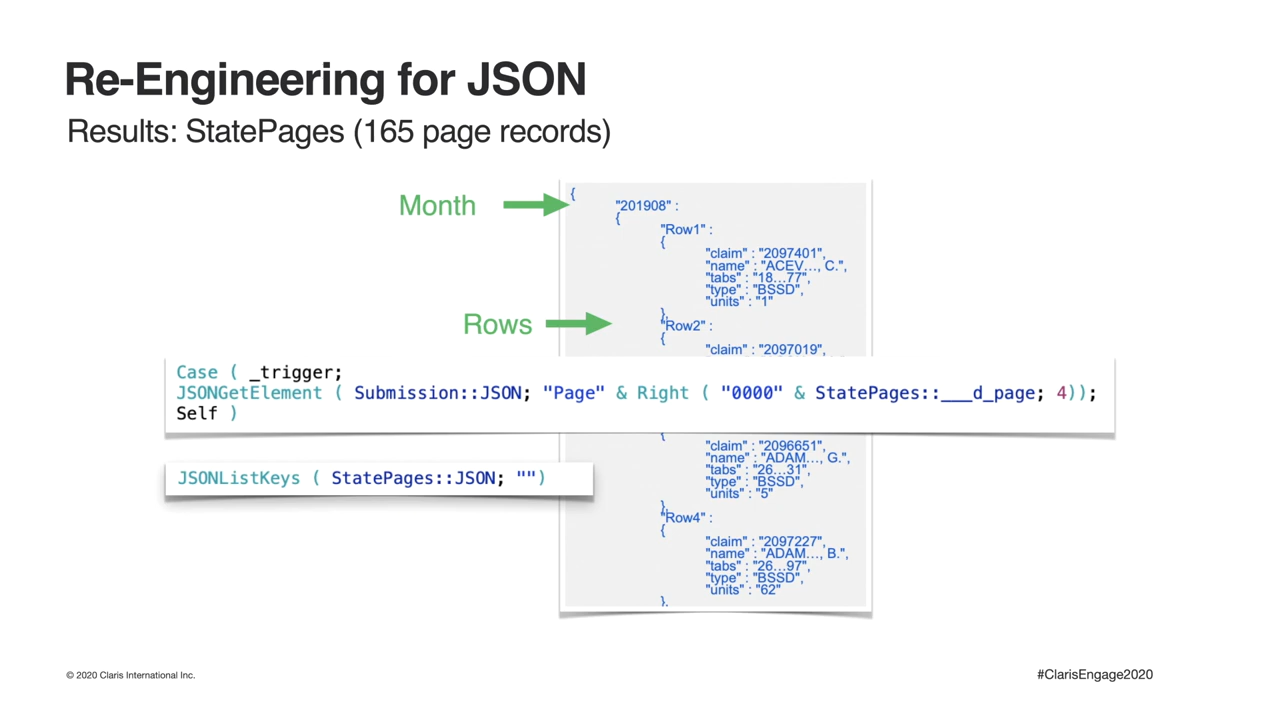 Re-Engineering for JSON
Results: StatePages (165 page records)
Month
{
"201908" :
{
"Row1" :
{
"claim" : "2097401",
"name" : "ACEV…, C.",
"tabs" : "18…77",
"type" : "BSSD",
"units" : "1"
},
Rows
"Row2" :
{
"claim" : "2097019",
Case ( _trigger;
JSONGetElement ( Submission::JSON; "Page" & Right ( "0000" & StatePages::___d_page; 4));
Self )
{
"claim" : "2096651",
"name" : "ADAM…, G.",
"tabs" : "26…31",
"type" : "BSSD",
"units" : "5"
},
JSONListKeys ( StatePages::JSON; "")
"Row4" :
{
"claim" : "2097227",
"name" : "ADAM…, B.",
"tabs" : "26…97",
"type" : "BSSD",
"units" : "62"
},
© 2020 Claris International Inc.
#ClarisEngage2020